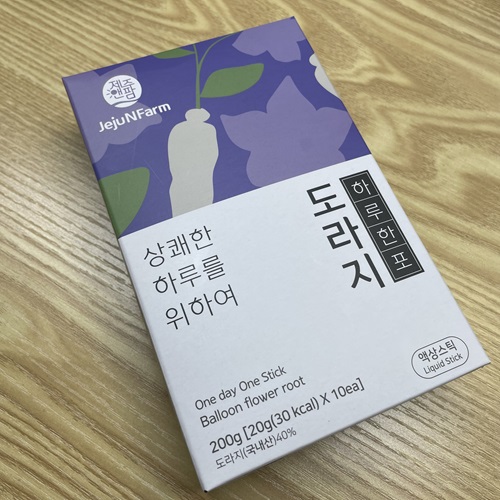 제주
앤팜
JejuNFarm
상쾌한
하루를
위하여
도라지
하루한포
액상스틱
Liquid Stick
One day One Stick
Balloon flower root
200g [20g(30 kcal) X 10ea]
도라지(국내산)40%